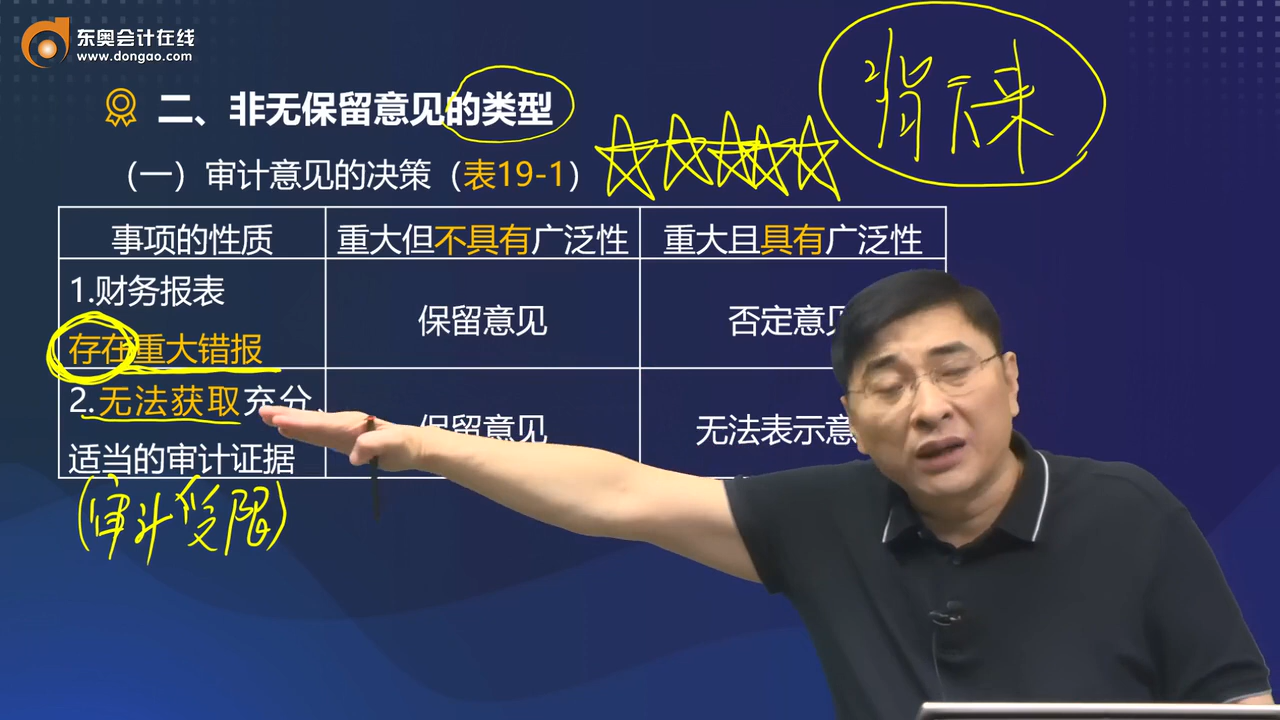 东奥会计在线
www.dongao.com
背下来
二、非无保留意见的类型
（一）审计意见的决策（表19-1）
事项的性质 重大但不具有广泛性 重大且具有广泛性
1.财务报表
存在重大错报 保留意见 否定意见
2.无法获取充分、
适当的审计证据 保留意见 无法表示意
(审计受限)